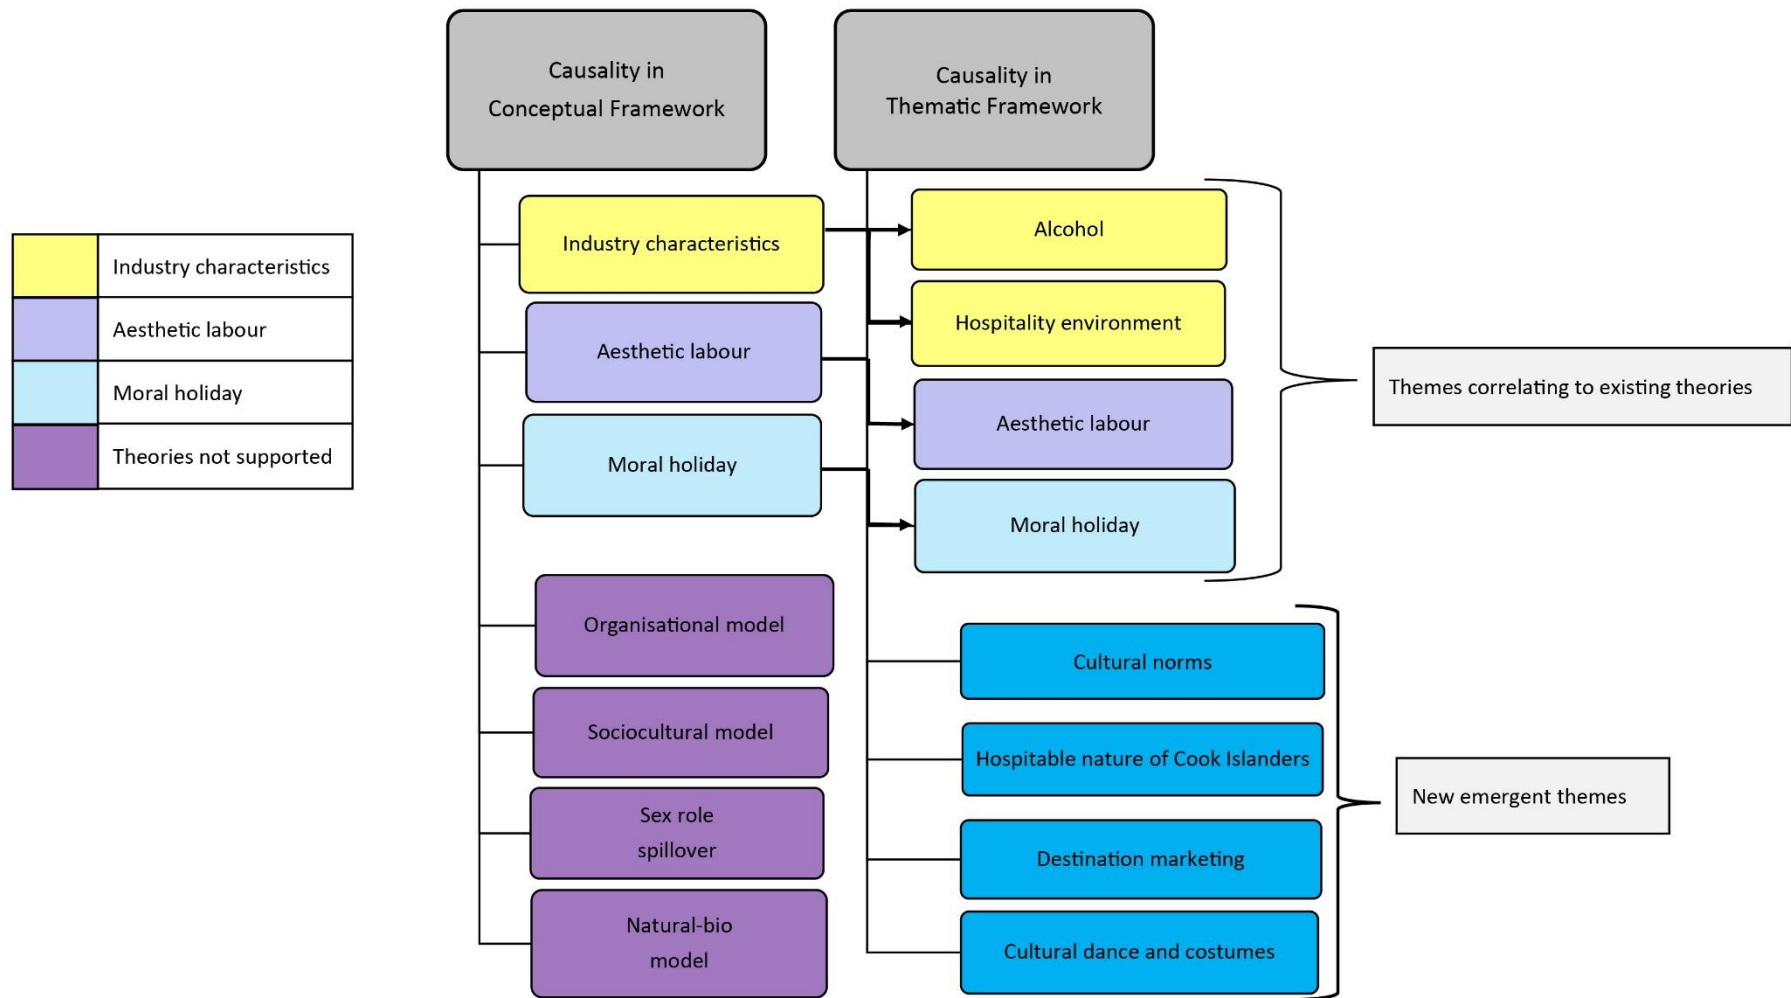 Causality in
Conceptual Framework
Causality in
Thematic Framework
Industry characteristics
Aesthetic labour
Moral holiday
Theories not supported
Industry characteristics
Aesthetic labour
Moral holiday
Organisational model
Sociocultural model
Sex role
spillover
Natural-bio
model
Alcohol
Hospitality environment
Aesthetic labour
Moral holiday
Cultural norms
Hospitable nature of Cook Islanders
Destination marketing
Cultural dance and costumes
Themes correlating to existing theories
New emergent themes